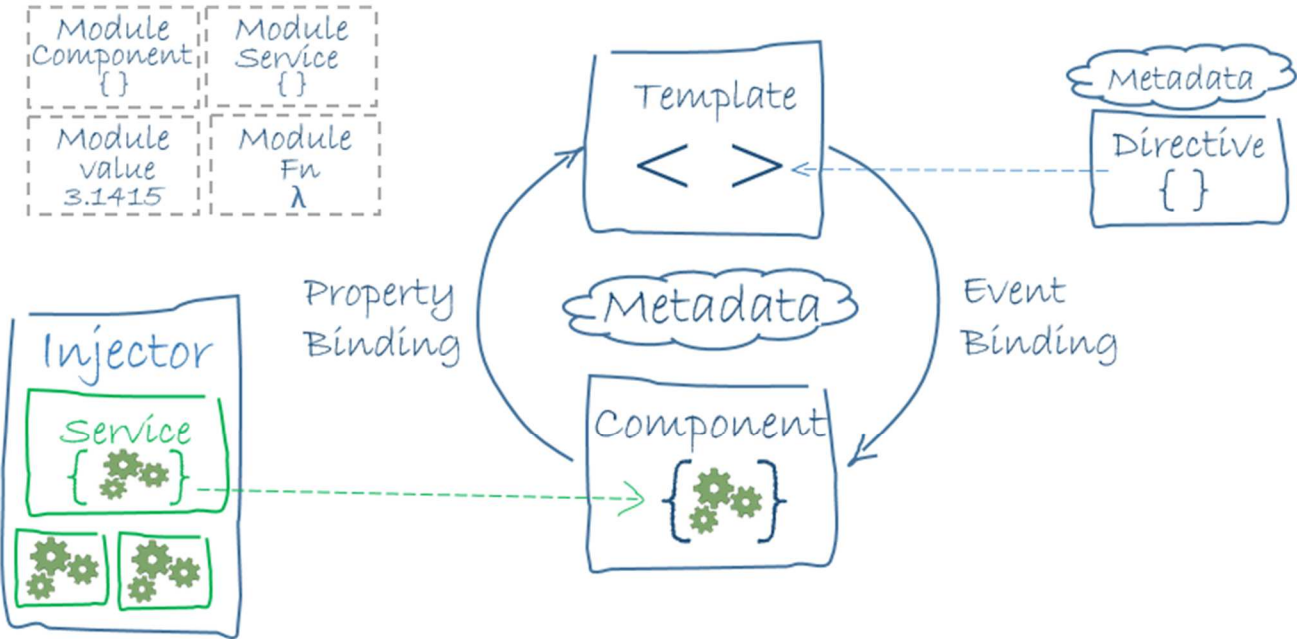 Module
Component
{ }
Module
Service
{ }
Module
value
3.1415
Module
Fn
λ
Template
< >
Metadata
Directive
{ }
Property
Binding
Metadata
Event
Binding
Injector
Service
{ }
Component
{ }